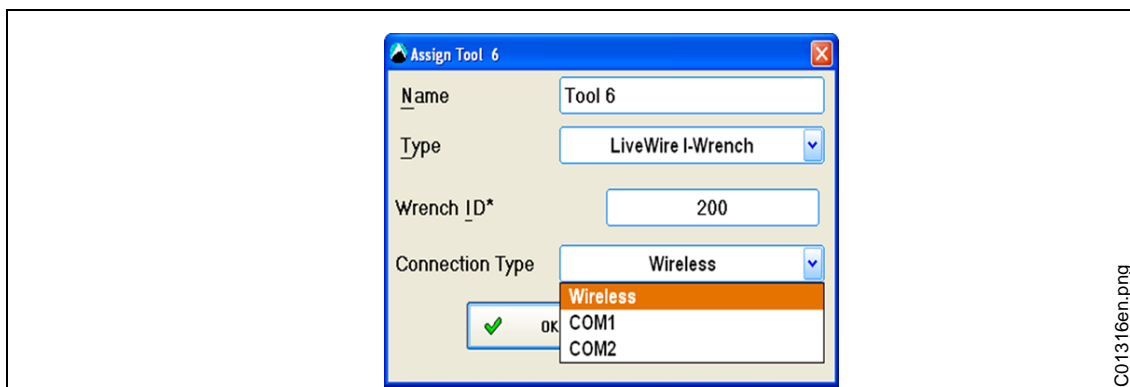 Assign Tool 6
Name Tool 6
Type LiveWire I-Wrench
Wrench ID* 200
Connection Type Wireless
Wireless
OK COM1
COM2
C01316en.png